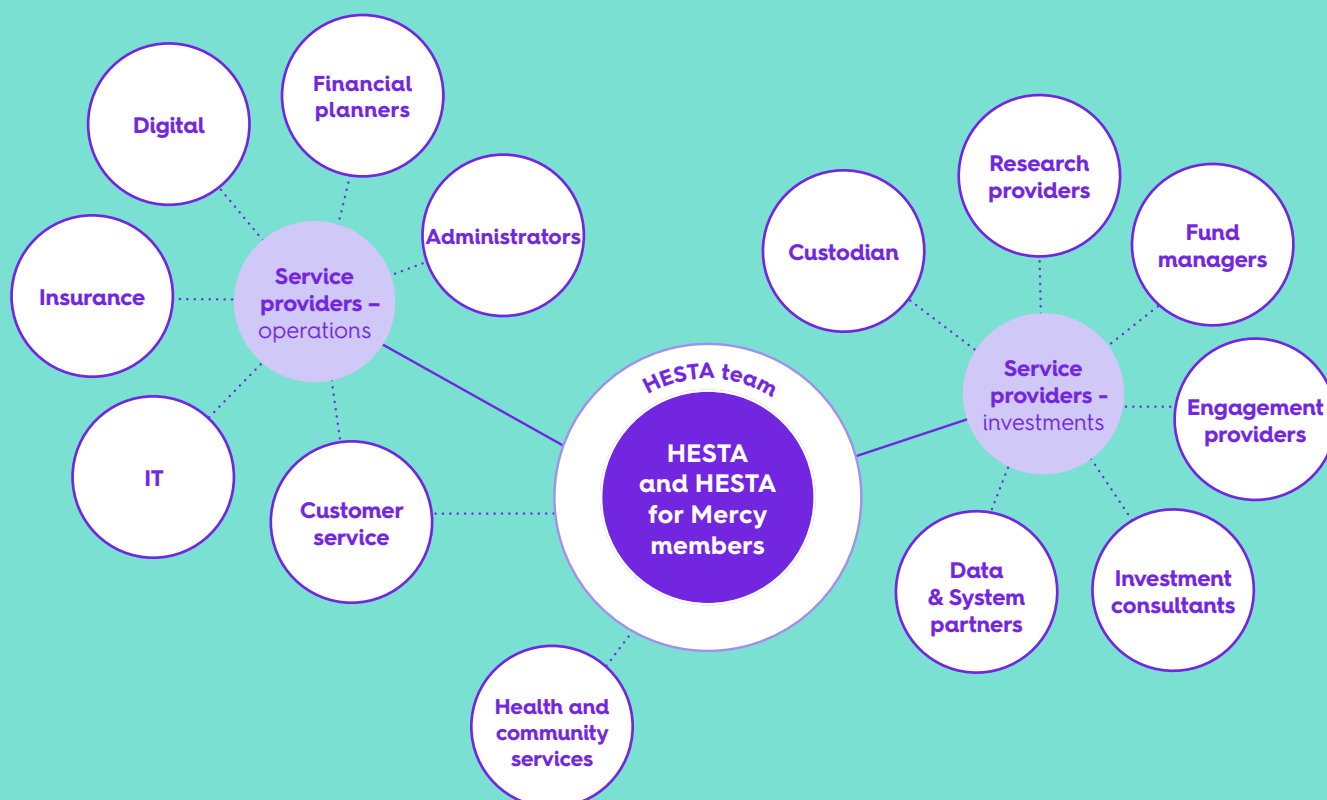 Financial
planners
Digital
Administrators
Service
providers –
operations
Insurance
IT
Customer
service
Research
providers
Fund
managers
Custodian
Service
providers -
investments
Engagement
providers
HESTA team
HESTA
and HESTA
for Mercy
members
Data
& System
partners
Investment
consultants
Health and
community
services